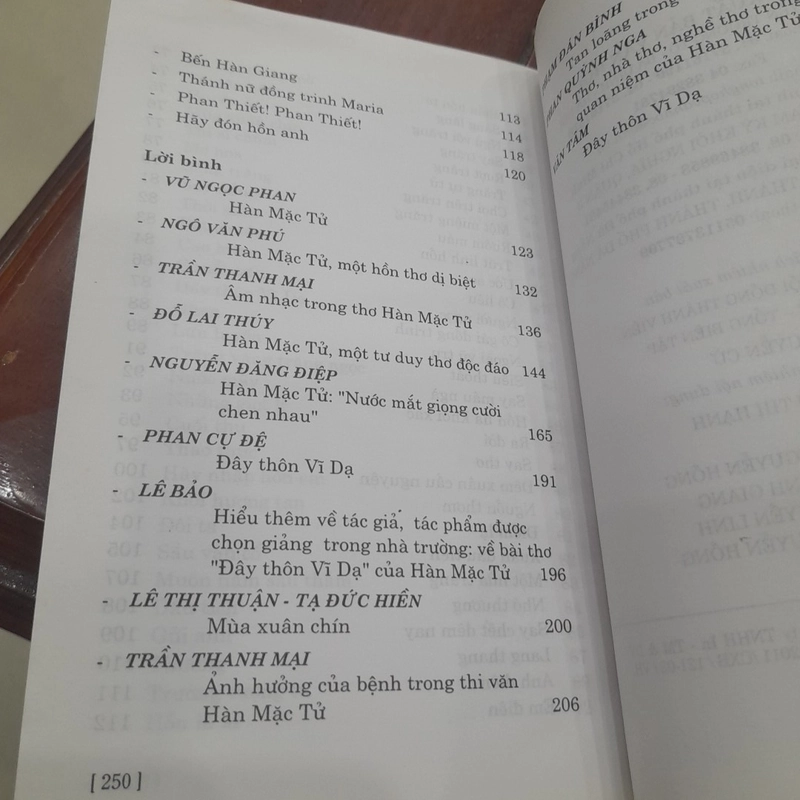 - Bến Hàn Giang
- Thánh nữ đồng trinh Maria 113
- Phan Thiết! Phan Thiết! 114
- Hãy đón hồn anh 118
120
Lời bình
- VŨ NGỌC PHAN
Hàn Mặc Tử 123
- NGÔ VĂN PHÚ
Hàn Mặc Tử, một hồn thơ dị biệt 132
- TRẦN THANH MẠI
Âm nhạc trong thơ Hàn Mặc Tử 136
- ĐỖ LAI THÚY
Hàn Mặc Tử, một tư duy thơ độc đáo 144
- NGUYỄN ĐĂNG ĐIỆP
Hàn Mặc Tử: "Nước mắt giọng cười
chen nhau" 165
- PHAN CỰ ĐỆ
Đây thôn Vĩ Dạ 191
- LÊ BẢO
Hiểu thêm về tác giả, tác phẩm được
chọn giảng trong nhà trường: về bài thơ
"Đây thôn Vĩ Dạ" của Hàn Mặc Tử 196
- LÊ THỊ THUẬN - TẠ ĐỨC HIỀN
Mùa xuân chín 200
- TRẦN THANH MẠI
Ảnh hưởng của bệnh trong thi văn
Hàn Mặc Tử 206
[ 250 ]
ĐÁN BÌNH
Tan loãng trong
PHAN QUỲNH NGA
Thơ, nhà thơ, nghề thơ trong
quan niệm của Hàn Mặc Tử
VĂN TÂM
Đây thôn Vĩ Dạ